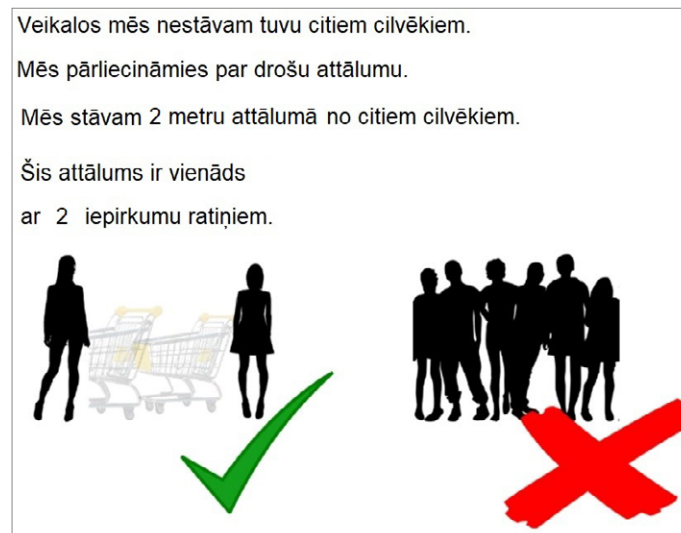 Veikalos mēs nestāvam tuvu citiem cilvēkiem.
Mēs pārliecināmies par drošu attālumu.
Mēs stāvam 2 metru attālumā no citiem cilvēkiem.
Šis attālums ir vienāds
ar 2 iepirkumu ratiņiem.